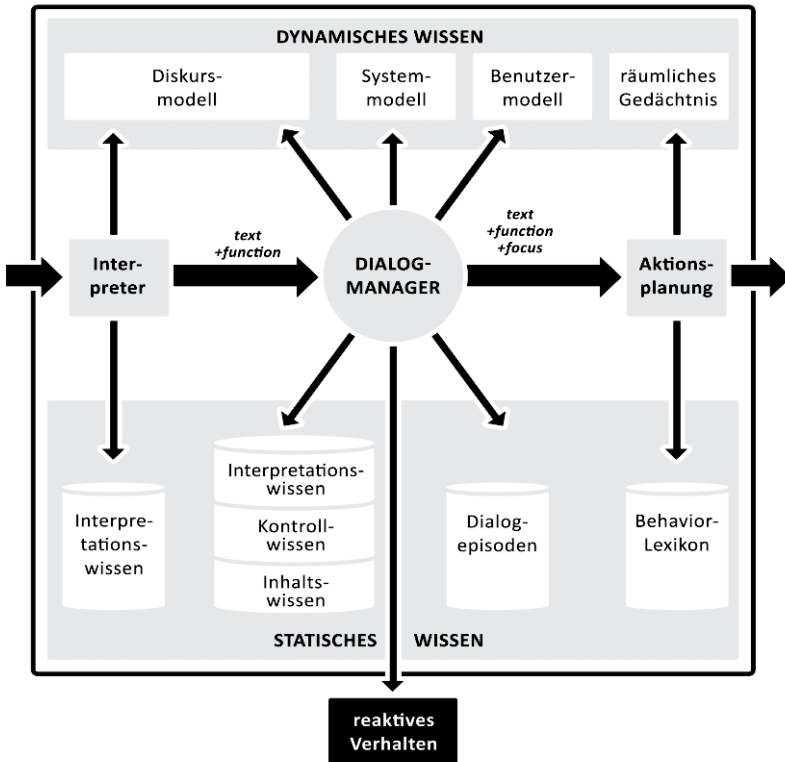 DYNAMISCHES WISSEN
Diskurs-
modell
System-
modell
Benutzer-
modell
räumliches
Gedächtnis
Inter-
preter
text
+function
DIALOG-
MANAGER
text
+function
+focus
Aktions-
planung
Interpre-
tations-
wissen
Interpretations-
wissen
Kontroll-
wissen
Inhalts-
wissen
Dialog-
episoden
Behavior-
Lexikon
STATISCHES WISSEN
reaktives
Verhalten